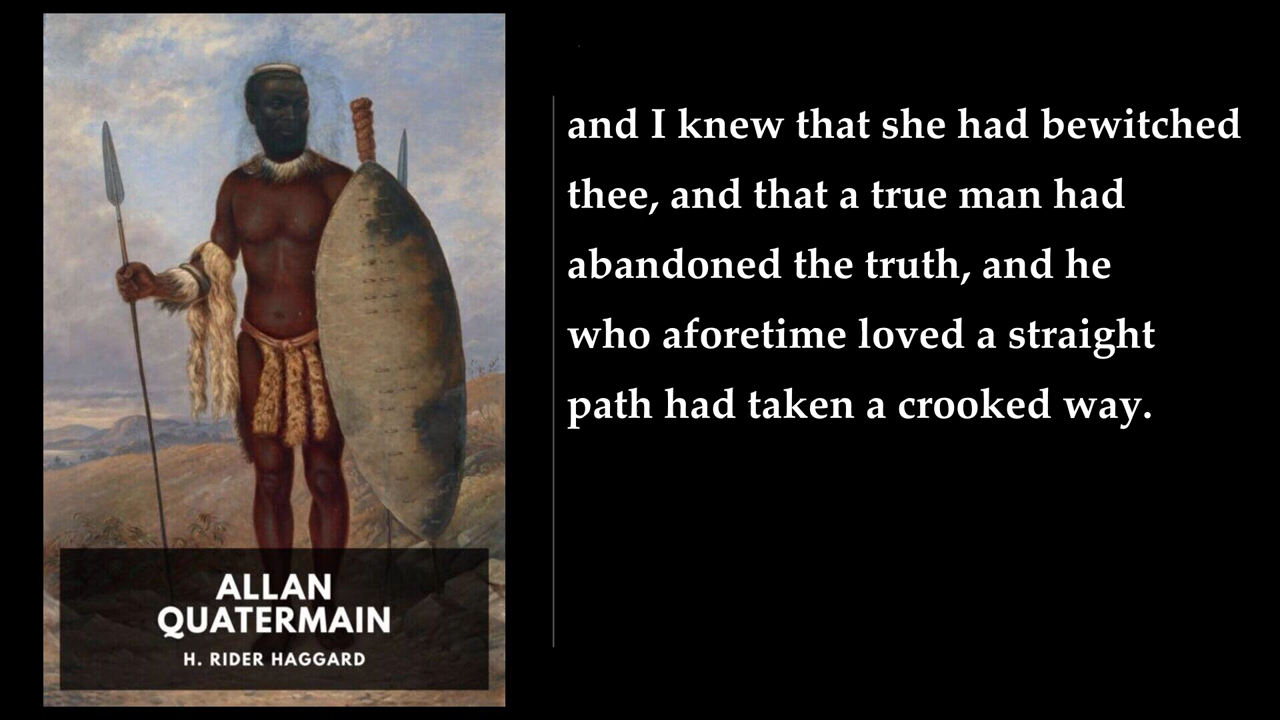 ALLAN
QUATERMAIN
H. RIDER HAGGARD
and I knew that she had bewitched
thee, and that a true man had
abandoned the truth, and he
who aforetime loved a straight
path had taken a crooked way.